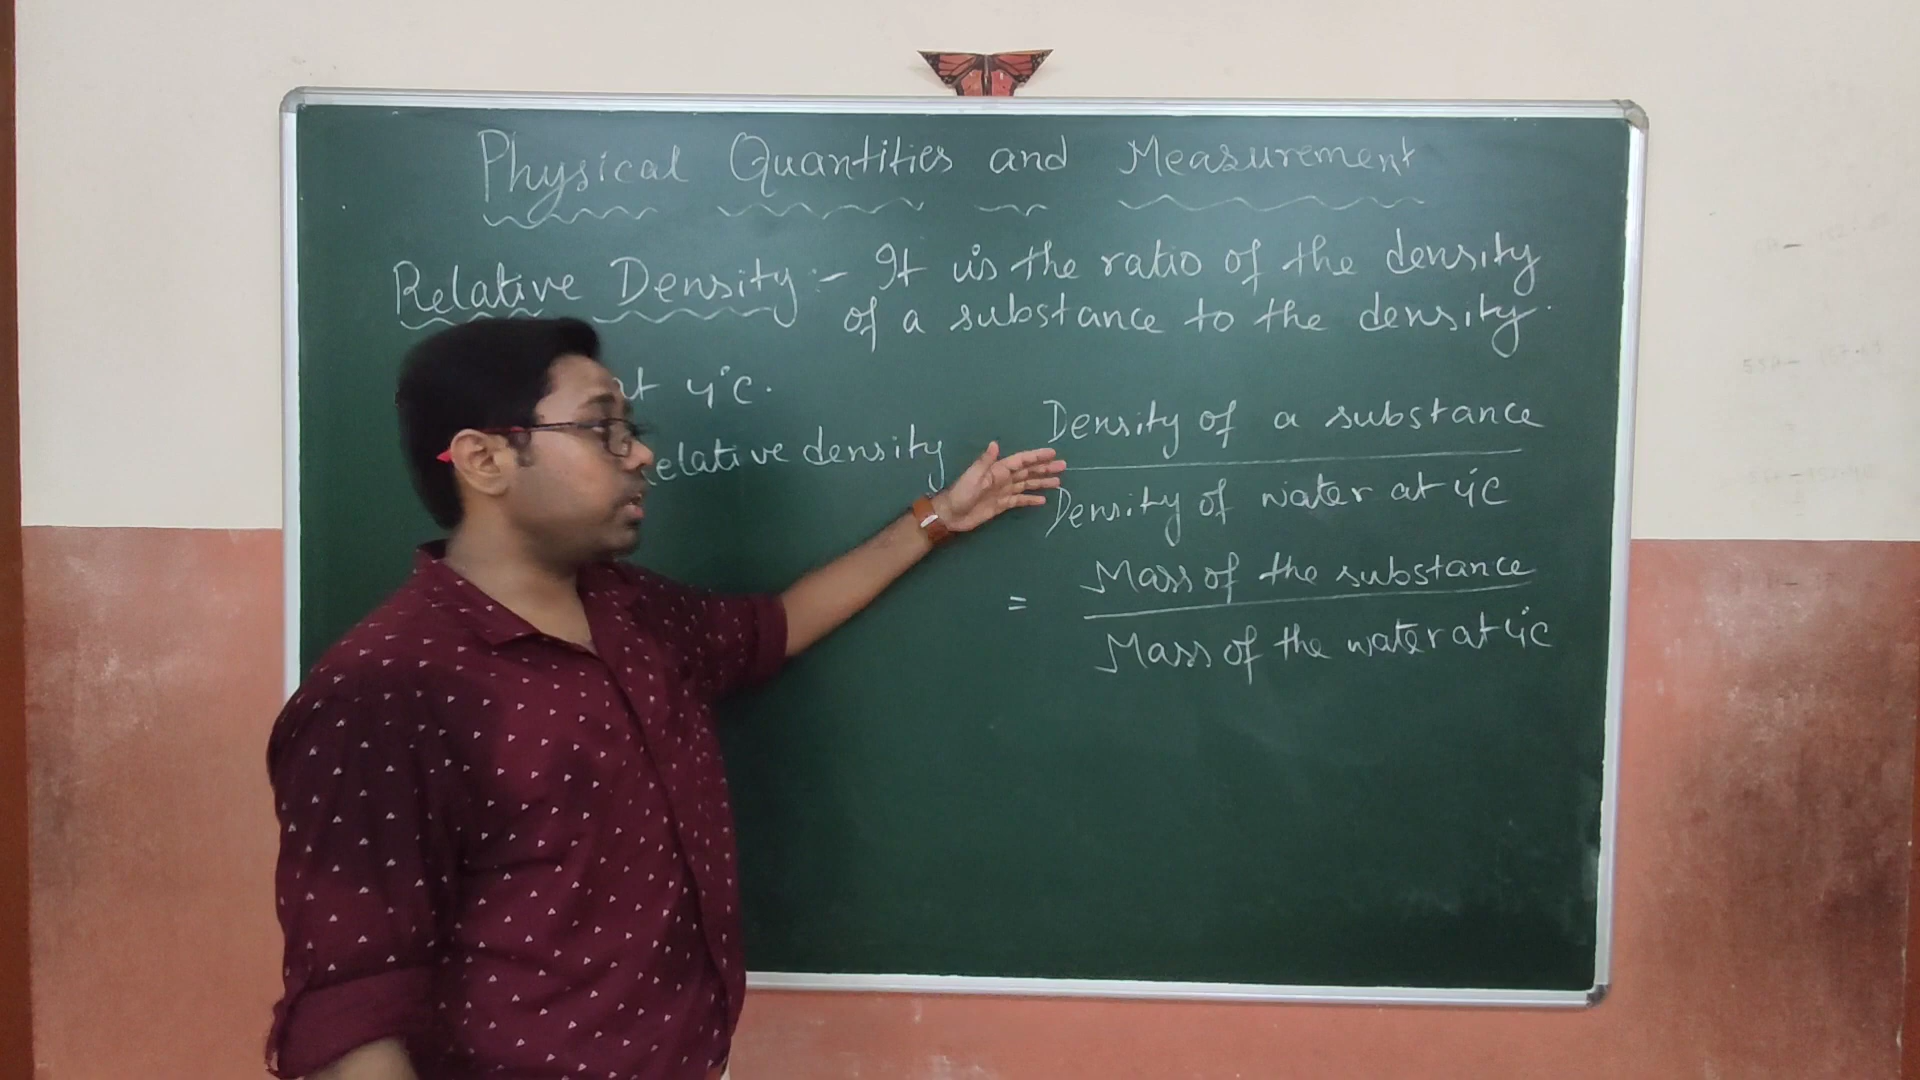 Physical Quantities and Measurement
Relative Density :- It is the ratio of the density
of a substance to the density
at 4°C.
elative density
Density of a substance
Density of water at 4°C
= Mass of the substance
Mass of the water at 4°C